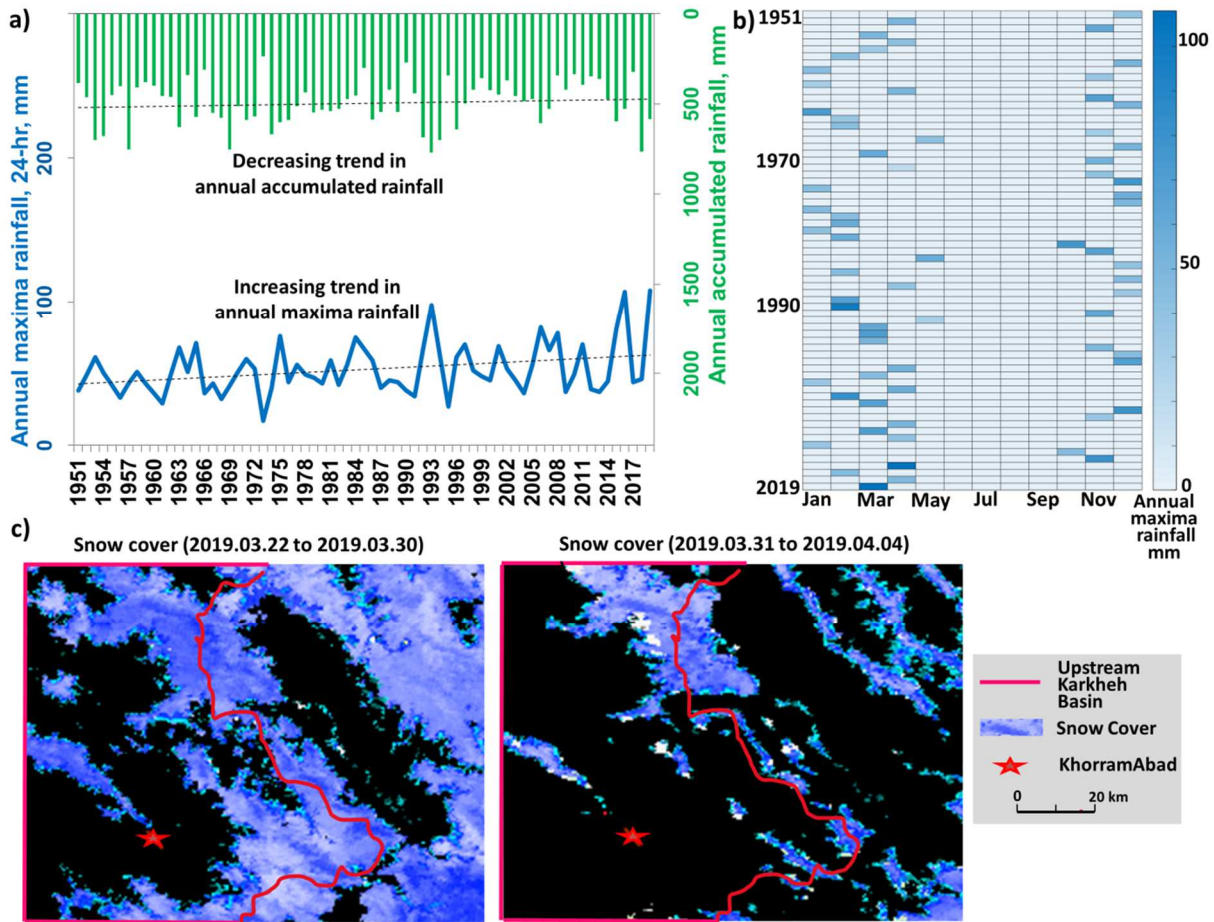 a)
Annual maxima rainfall, 24-hr, mm
0
100
200
Decreasing trend in
annual accumulated rainfall
Increasing trend in
annual maxima rainfall
0
500
1000
1500
2000
Annual accumulated rainfall, mm
1951
1954
1957
1960
1963
1966
1969
1972
1975
1978
1981
1984
1987
1990
1993
1996
1999
2002
2005
2008
2011
2014
2017
b)
1951
1970
1990
2019
Jan
Mar
May
Jul
Sep
Nov
100
50
0
Annual
maxima
rainfall
mm
c)
Snow cover (2019.03.22 to 2019.03.30)
Snow cover (2019.03.31 to 2019.04.04)
Upstream
Karkheh
Basin
Snow Cover
KhorramAbad
0 20 km